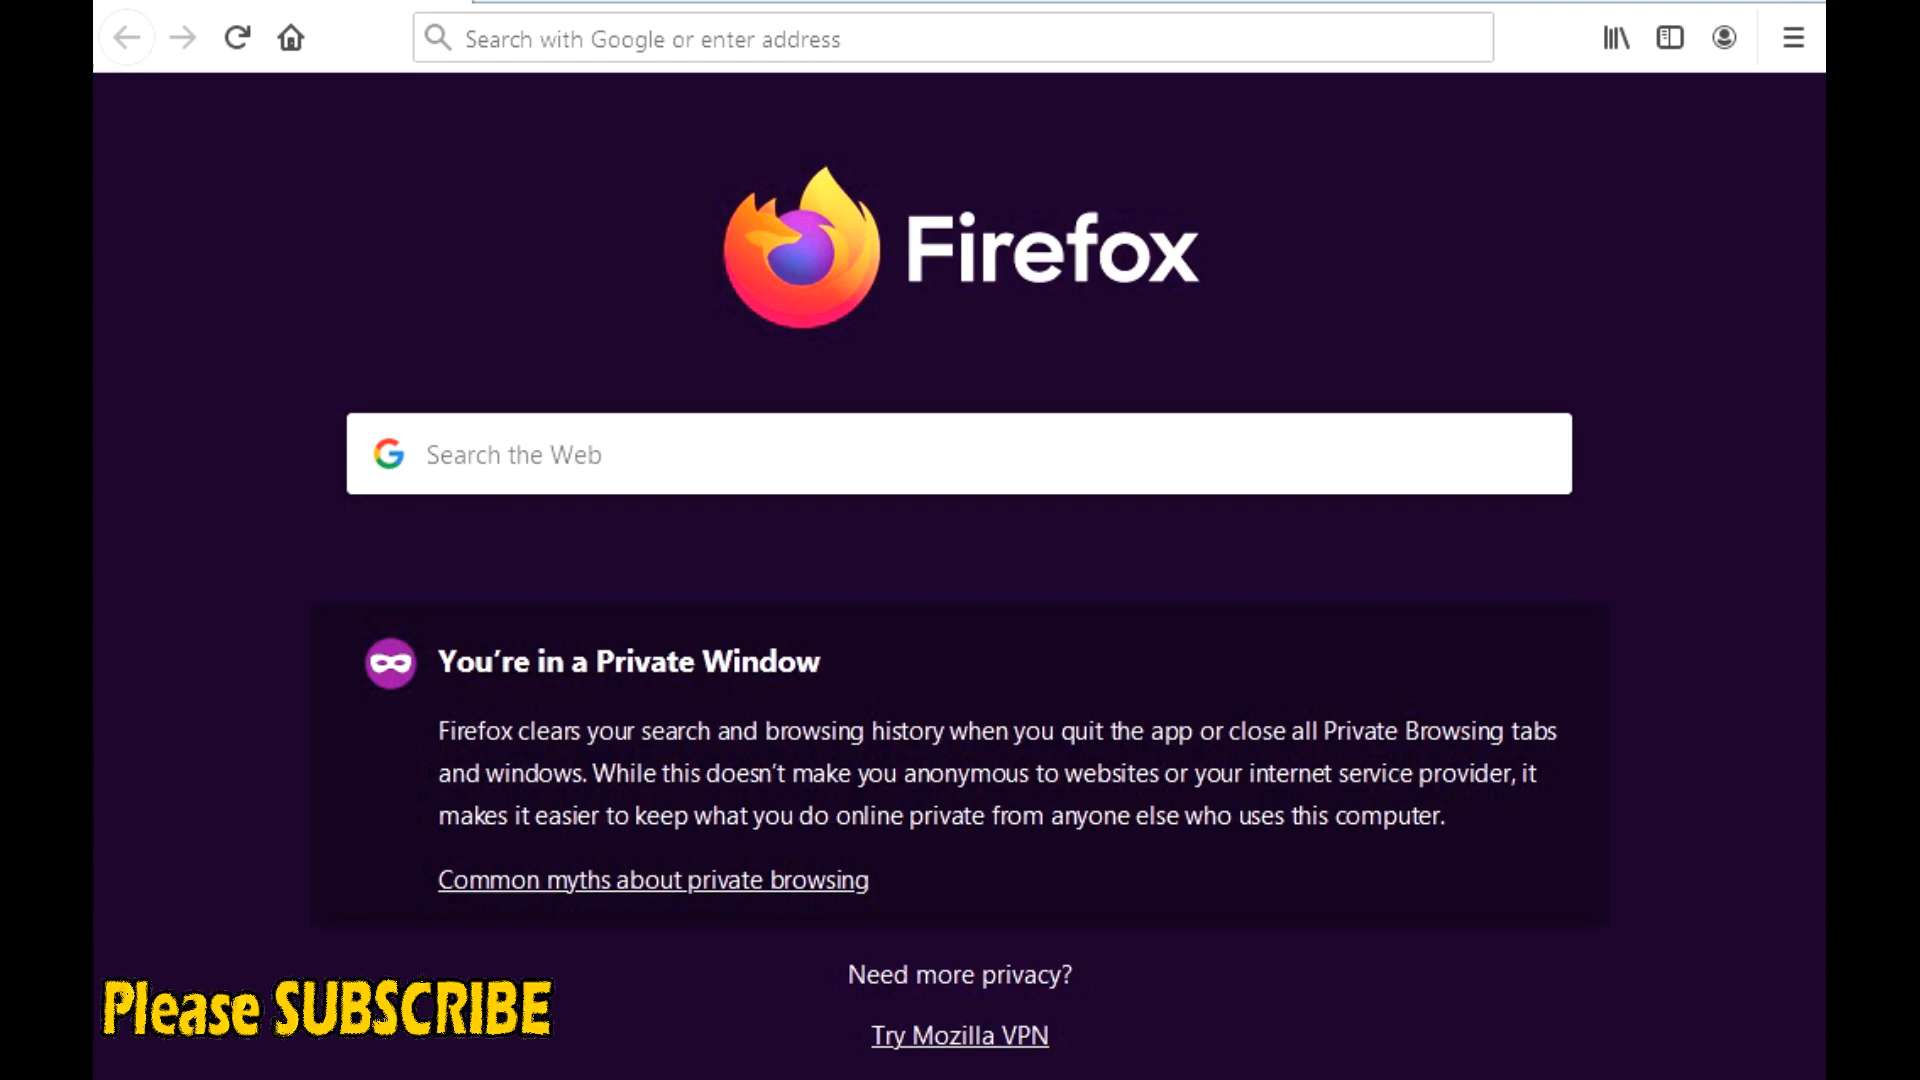 Search with Google or enter address
Firefox
Search the Web
You’re in a Private Window
Firefox clears your search and browsing history when you quit the app or close all Private Browsing tabs
and windows. While this doesn’t make you anonymous to websites or your internet service provider, it
makes it easier to keep what you do online private from anyone else who uses this computer.
Common myths about private browsing
Need more privacy?
Try Mozilla VPN
Please SUBSCRIBE